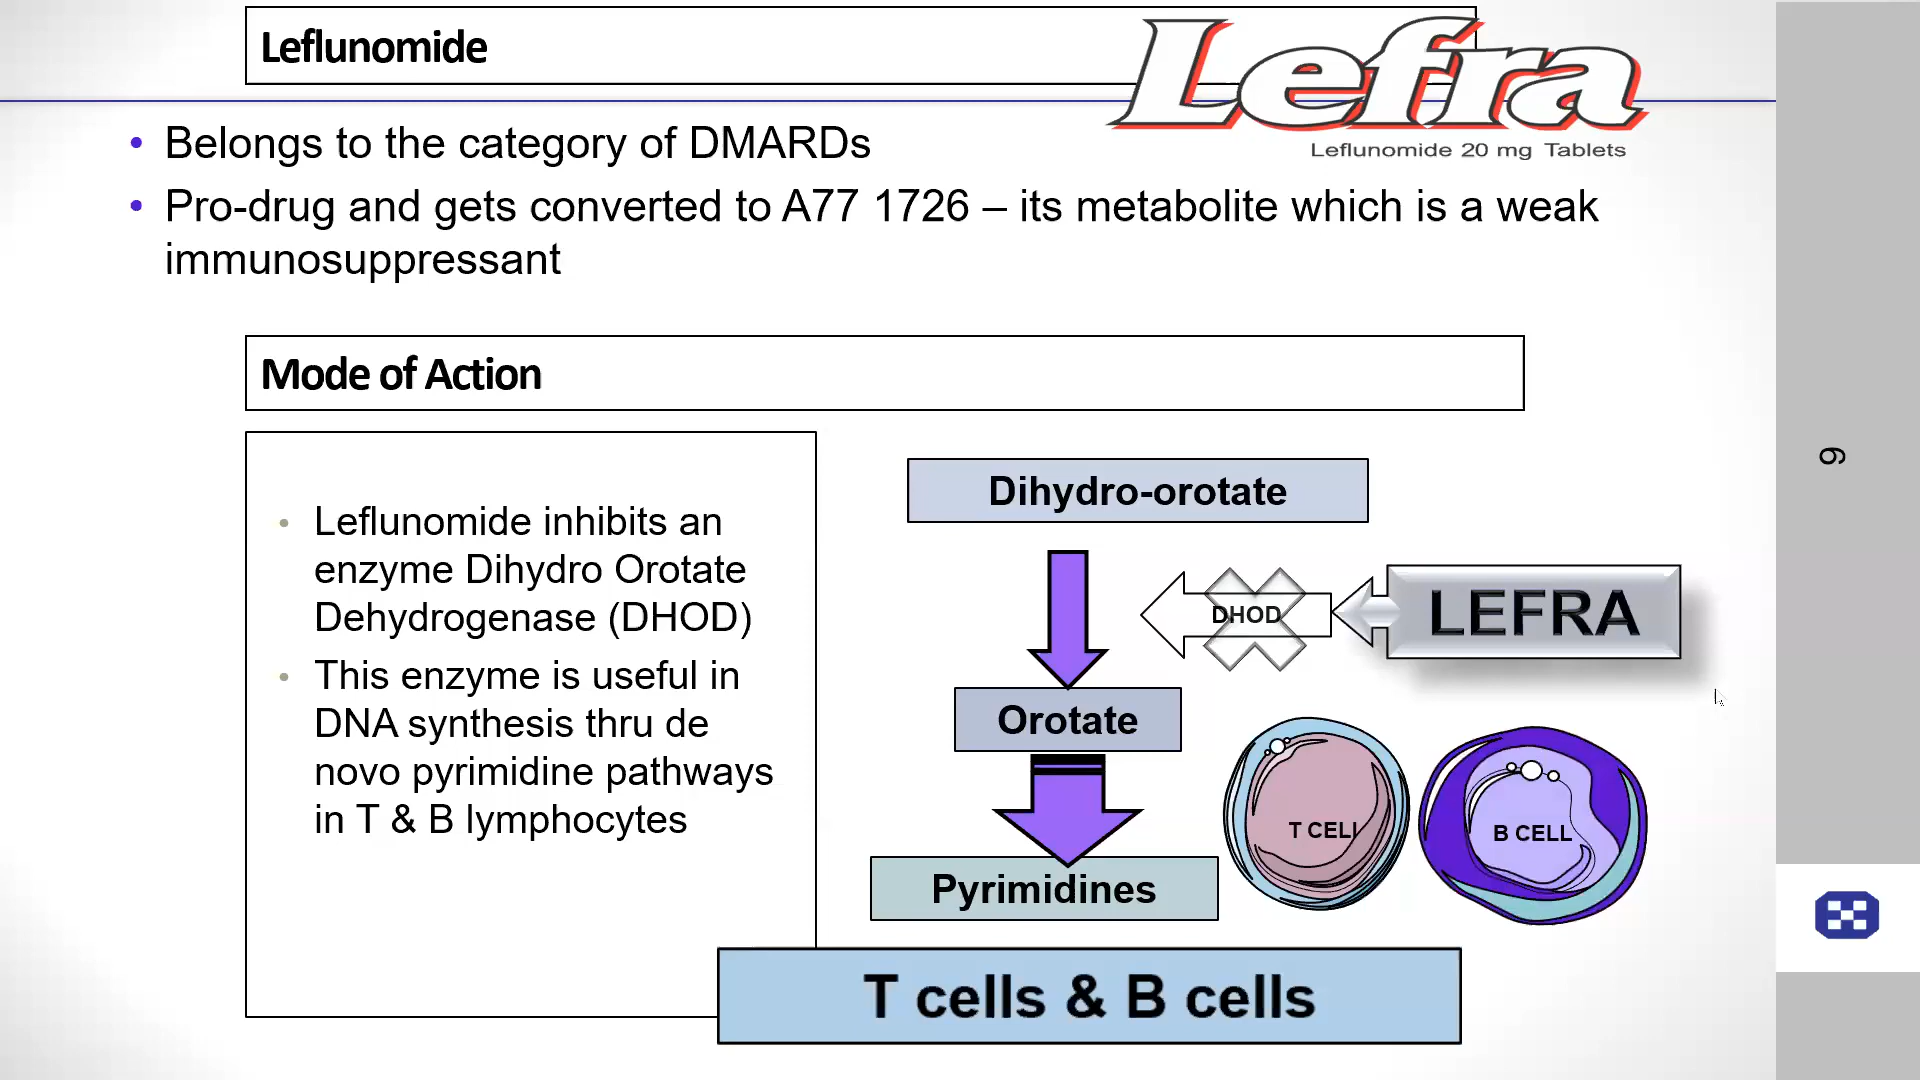 Leflunomide
Lefra
Leflunomide 20 mg Tablets
• Belongs to the category of DMARDs
• Pro-drug and gets converted to A77 1726 – its metabolite which is a weak
immunosuppressant
Mode of Action
• Leflunomide inhibits an
enzyme Dihydro Orotate
Dehydrogenase (DHOD)
• This enzyme is useful in
DNA synthesis thru de
novo pyrimidine pathways
in T & B lymphocytes
Dihydro-orotate
DHOD
LEFRA
Orotate
T CELL
B CELL
Pyrimidines
T cells & B cells
9